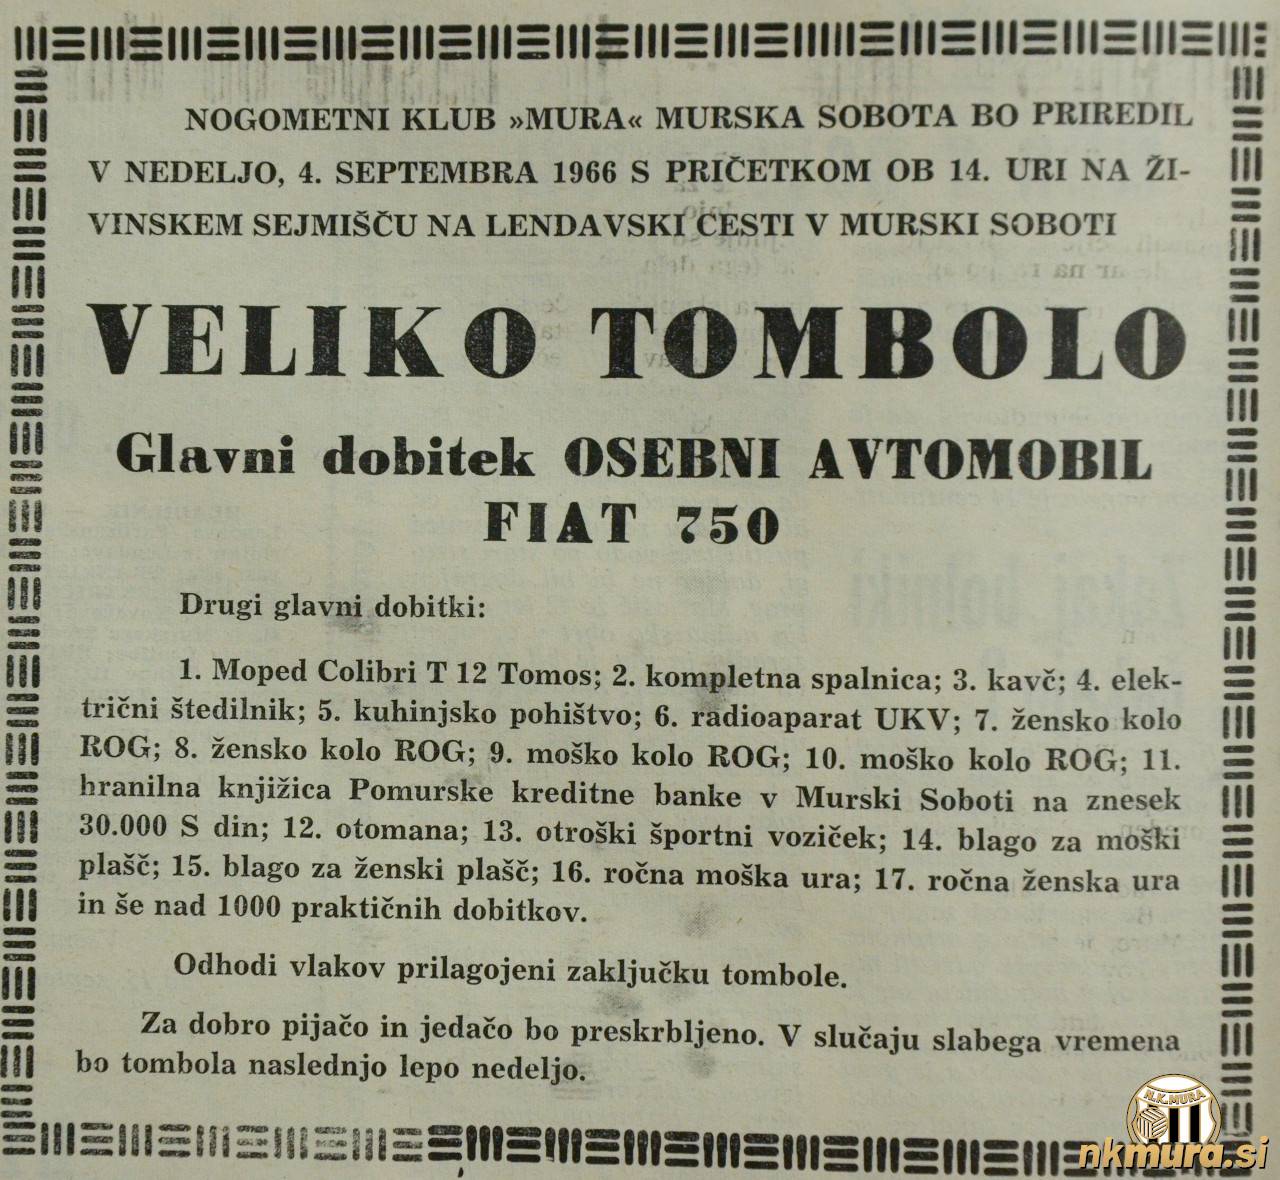 NOGOMETNI KLUB »MURA« MURSKA SOBOTA BO PRIREDIL
V NEDELJO, 4. SEPTEMBRA 1966 S PRIČETKOM OB 14. URI NA ŽI-
VINSKEM SEJMIŠČU NA LENDAVSKI CESTI V MURSKI SOBOTI
VELIKO TOMBOLO
Glavni dobitek OSEBNI AVTOMOBIL
FIAT 750
Drugi glavni dobitki:
1. Moped Colibri T 12 Tomos; 2. kompletna spalnica; 3. kavč; 4. elek-
trični štedilnik; 5. kuhinjsko pohištvo; 6. radioaparat UKV; 7. žensko kolo
ROG; 8. žensko kolo ROG; 9. moško kolo ROG; 10. moško kolo ROG; 11.
hranilna knjižica Pomurske kreditne banke v Murski Soboti na znesek
30.000 S din; 12. otomana; 13. otroški športni voziček; 14. blago za moški
plašč; 15. blago za ženski plašč; 16. ročna moška ura; 17. ročna ženska ura
in še nad 1000 praktičnih dobitkov.
Odhodi vlakov prilagojeni zaključku tombole.
Za dobro pijačo in jedačo bo preskrbljeno. V slučaju slabega vremena
bo tombola naslednjo lepo nedeljo.
N.K. MURA
nkmura.si